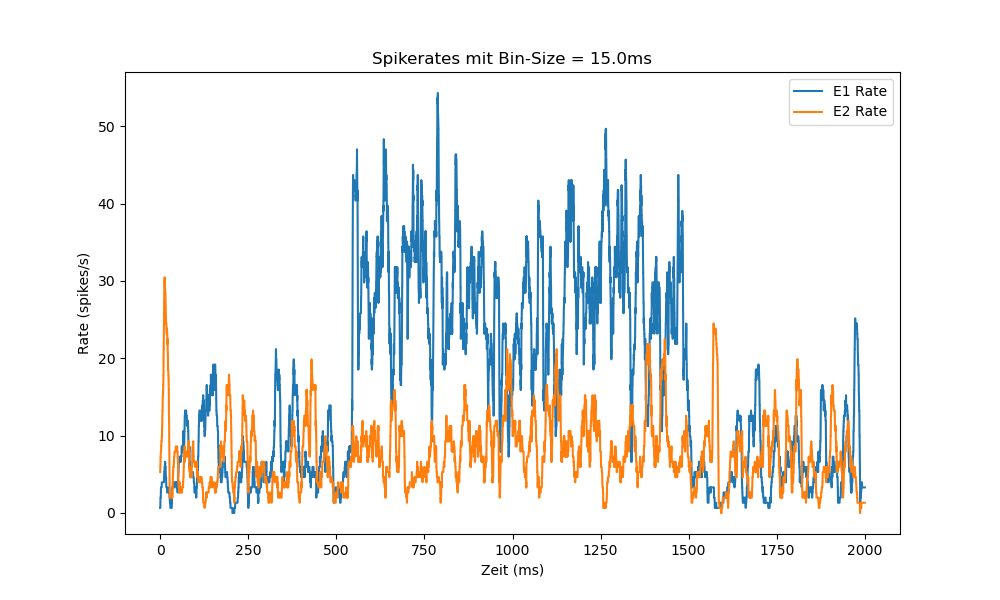 Spikerates mit Bin-Size = 15.0ms
E1 Rate
E2 Rate
50
40
30
20
10
0
Rate (spikes/s)
0 250 500 750 1000 1250 1500 1750 2000
Zeit (ms)